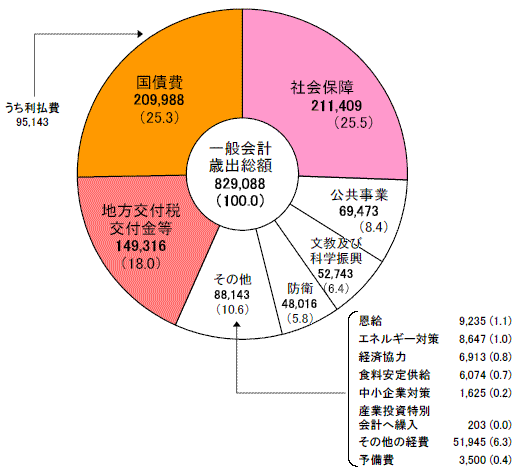 国債費
209,988
(25.3)
うち利払費
95,143
社会保障
211,409
(25.5)
一般会計
歳出総額
829,088
(100.0)
公共事業
69,473
(8.4)
地方交付税
交付金等
149,316
(18.0)
文教及び
科学振興
52,743
(6.4)
その他
88,143
(10.6)
防衛
48,016
(5.8)
恩給 9,235 (1.1)
エネルギー対策 8,647 (1.0)
経済協力 6,913 (0.8)
食料安定供給 6,074 (0.7)
中小企業対策 1,625 (0.2)
産業投資特別
会計へ繰入 203 (0.0)
その他の経費 51,945 (6.3)
予備費 3,500 (0.4)